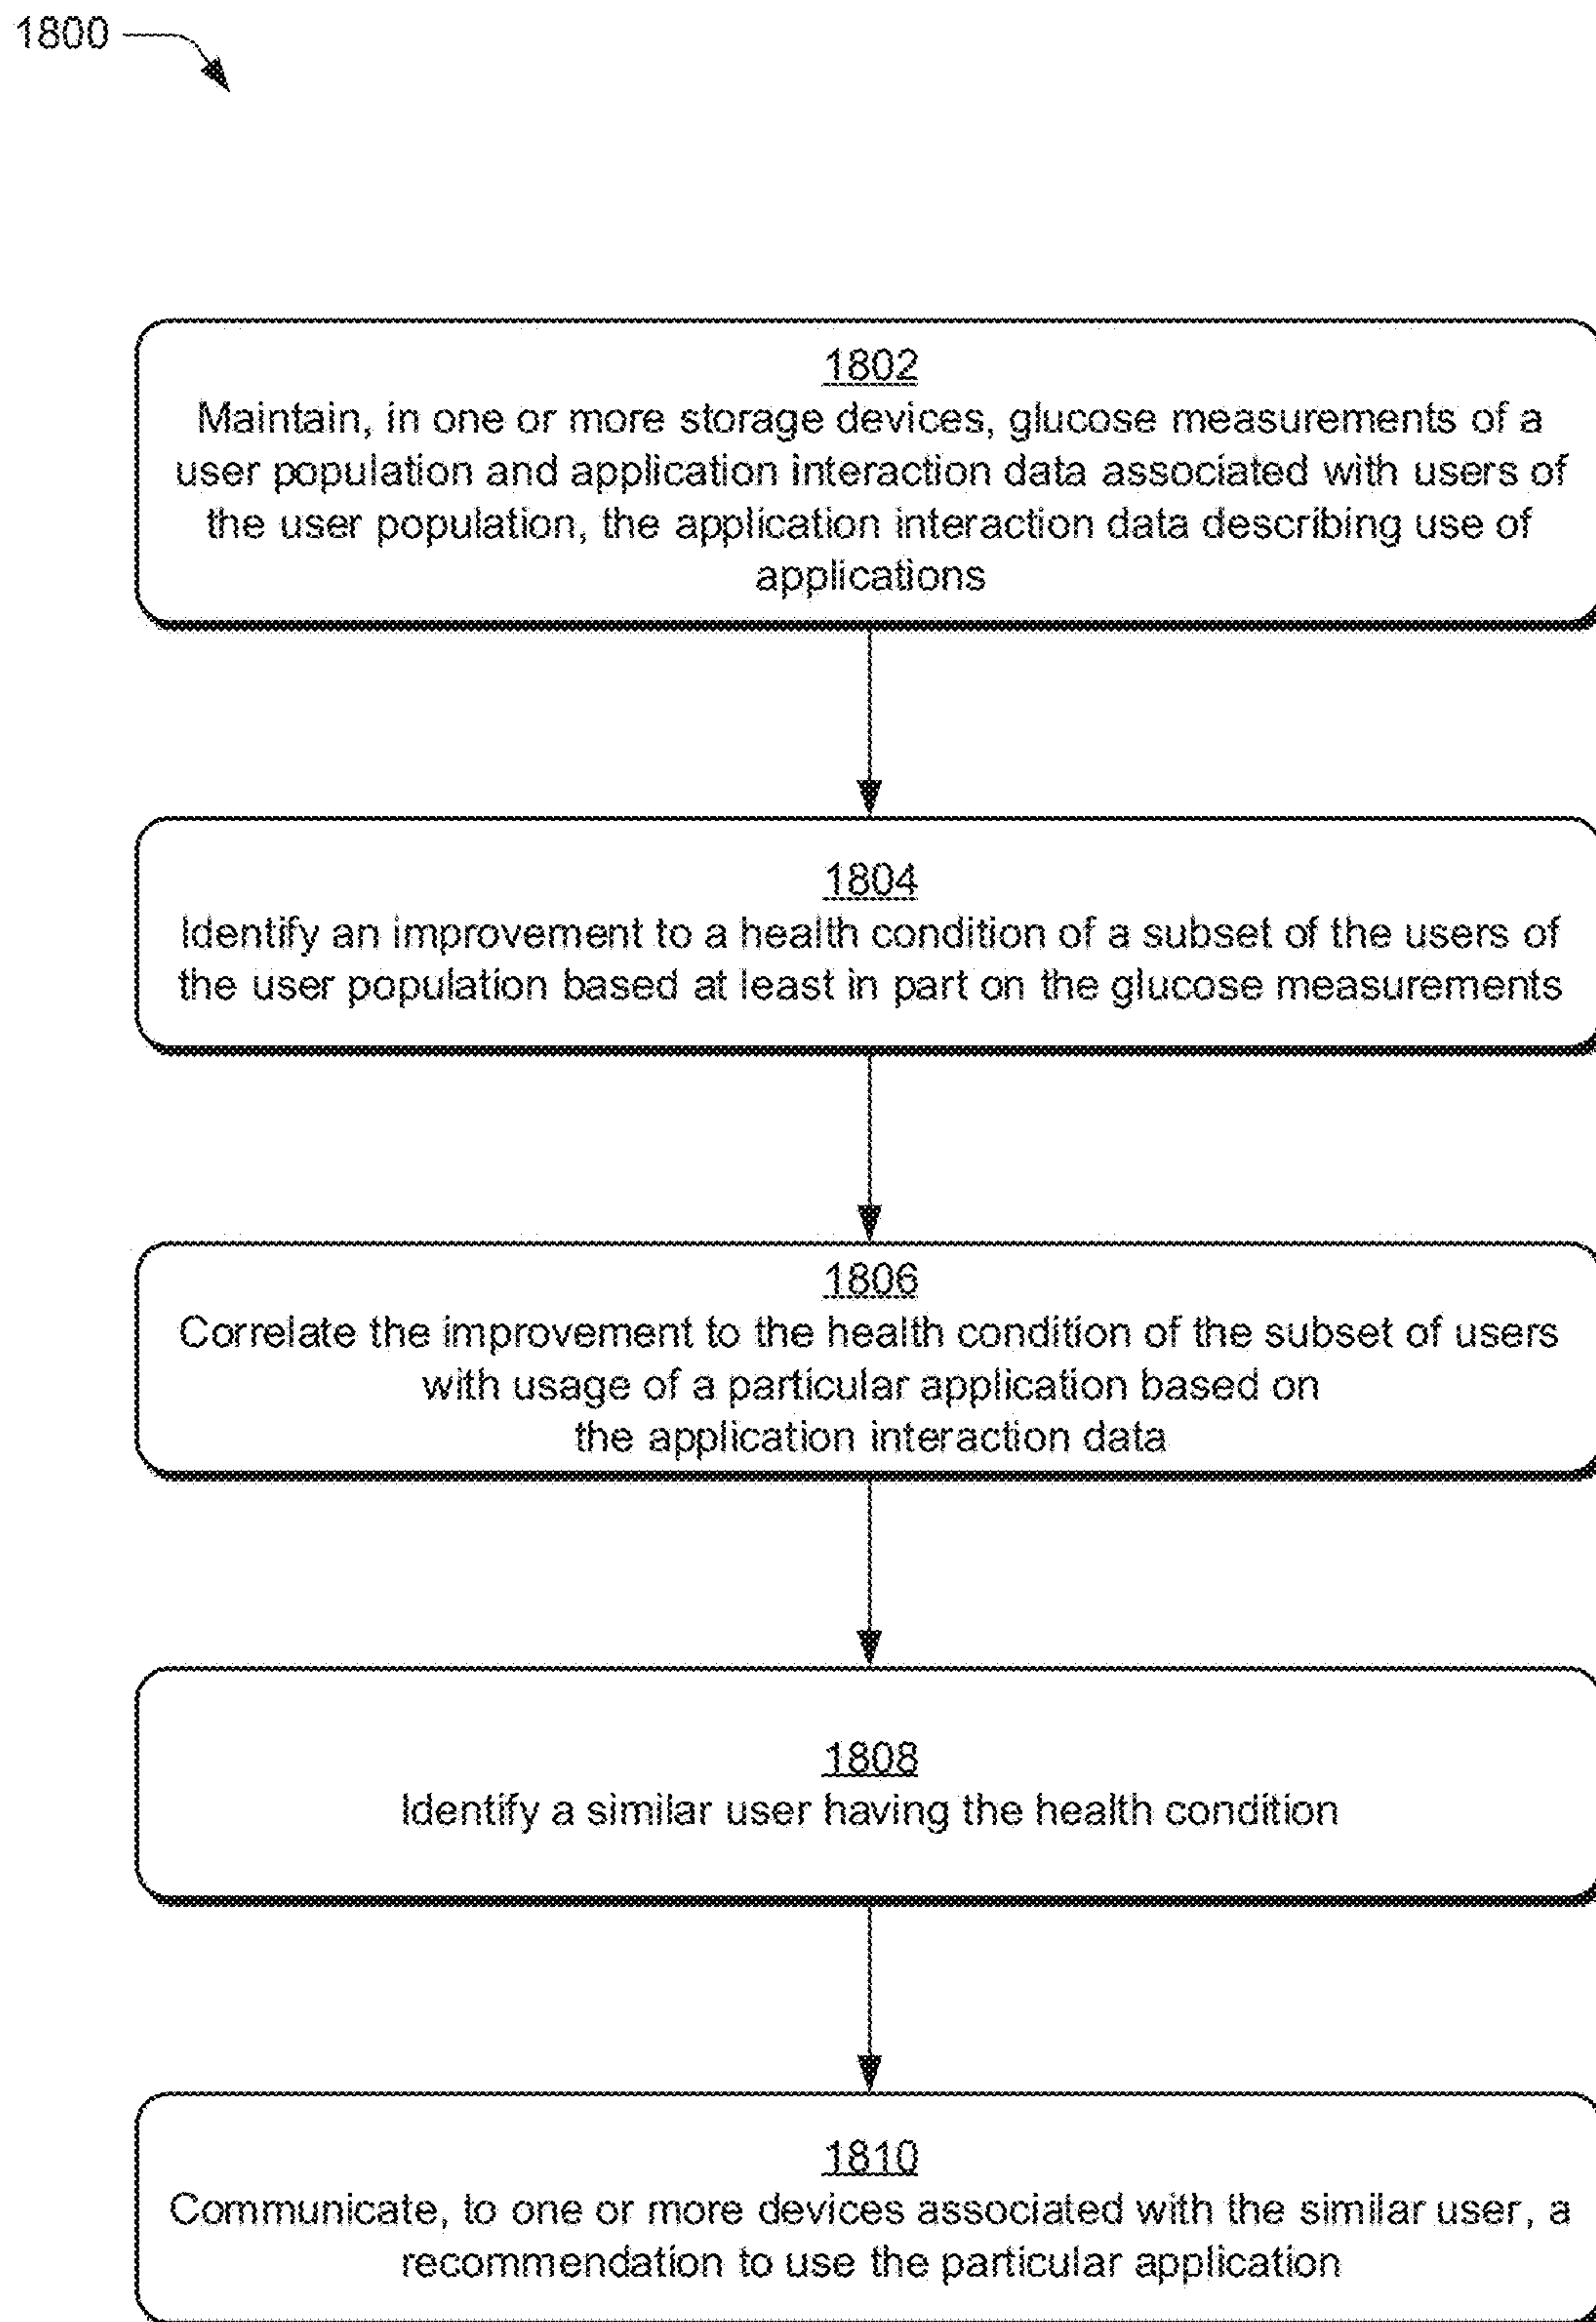 1800
1802
Maintain, in one or more storage devices, glucose measurements of a
user population and application interaction data associated with users of
the user population, the application interaction data describing use of
applications
1804
Identify an improvement to a health condition of a subset of the users of
the user population based at least in part on the glucose measurements
1806
Correlate the improvement to the health condition of the subset of users
with usage of a particular application based on
the application interaction data
1808
Identify a similar user having the health condition
1810
Communicate, to one or more devices associated with the similar user, a
recommendation to use the particular application